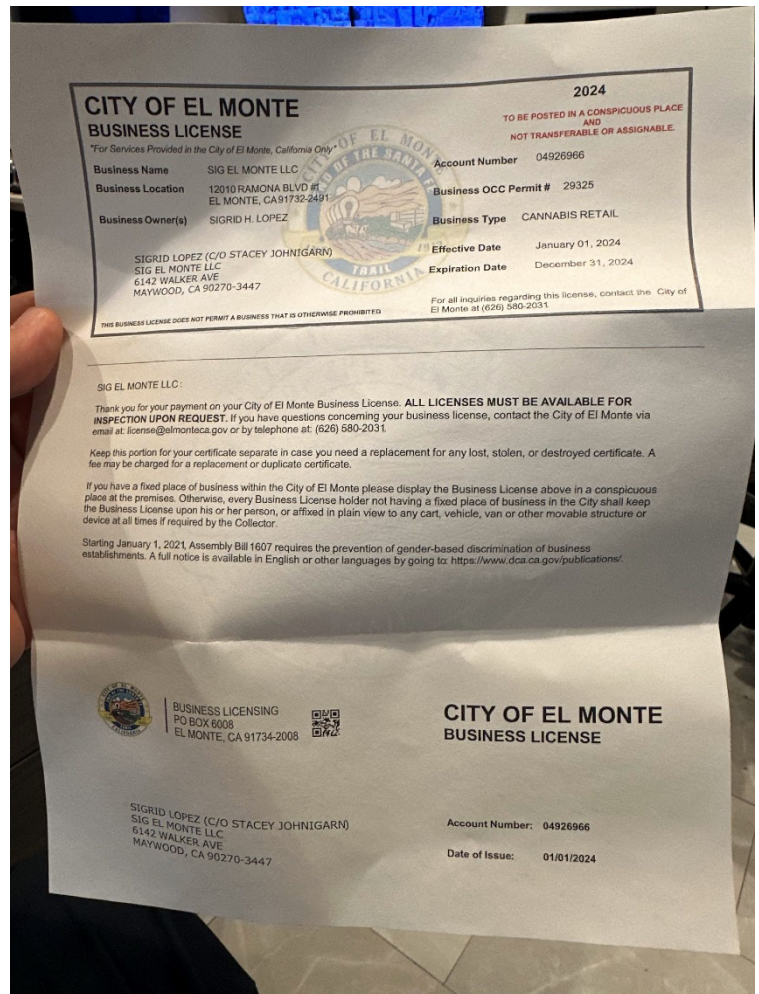 CITY OF EL MONTE
BUSINESS LICENSE
"For Services Provided in the City of El Monte, California Only"
Business Name SIG EL MONTE LLC
Business Location 12010 RAMONA BLVD #1
EL MONTE, CA 91732-2491
Business Owner(s) SIGRID H. LOPEZ
SIGRID LOPEZ (C/O STACEY JOHNIGARN)
SIG EL MONTE LLC
6142 WALKER AVE
MAYWOOD, CA 90270-3447
THIS BUSINESS LICENSE DOES NOT PERMIT A BUSINESS THAT IS OTHERWISE PROHIBITED
CITY OF EL MONTE
END OF THE SANTA FE
TRAIL
CALIFORNIA
2024
TO BE POSTED IN A CONSPICUOUS PLACE
AND
NOT TRANSFERABLE OR ASSIGNABLE.
Account Number 04926966
Business OCC Permit # 29325
Business Type CANNABIS RETAIL
Effective Date January 01, 2024
Expiration Date December 31, 2024
For all inquiries regarding this license, contact the City of
El Monte at (626) 580-2031
SIG EL MONTE LLC :
Thank you for your payment on your City of El Monte Business License. ALL LICENSES MUST BE AVAILABLE FOR
INSPECTION UPON REQUEST. If you have questions concerning your business license, contact the City of El Monte via
email at: license@elmonteca.gov or by telephone at: (626) 580-2031.
Keep this portion for your certificate separate in case you need a replacement for any lost, stolen, or destroyed certificate. A
fee may be charged for a replacement or duplicate certificate.
If you have a fixed place of business within the City of El Monte please display the Business License above in a conspicuous
place at the premises. Otherwise, every Business License holder not having a fixed place of business in the City shall keep
the Business License upon his or her person, or affixed in plain view to any cart, vehicle, van or other movable structure or
device at all times if required by the Collector.
Starting January 1, 2021, Assembly Bill 1607 requires the prevention of gender-based discrimination of business
establishments. A full notice is available in English or other languages by going to: https://www.dca.ca.gov/publications/.
BUSINESS LICENSING
PO BOX 6008
EL MONTE, CA 91734-2008
CITY OF EL MONTE
BUSINESS LICENSE
SIGRID LOPEZ (C/O STACEY JOHNIGARN)
SIG EL MONTE LLC
6142 WALKER AVE
MAYWOOD, CA 90270-3447
Account Number: 04926966
Date of Issue: 01/01/2024